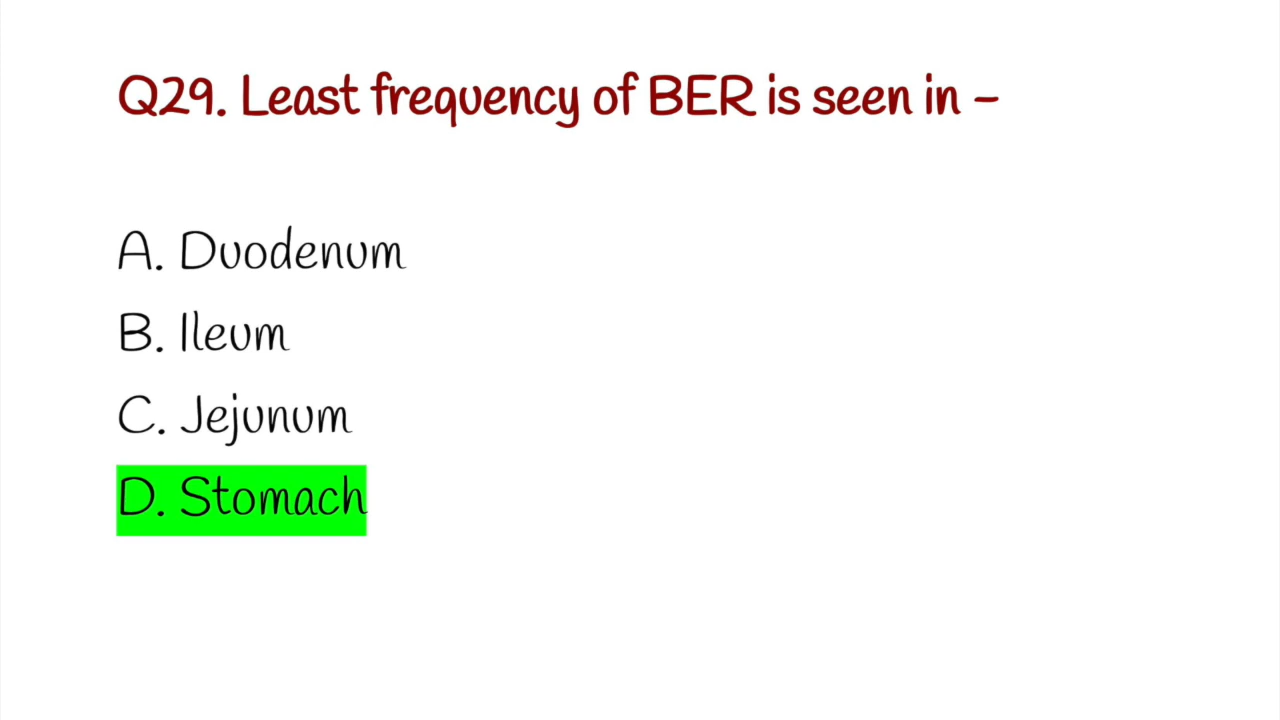 Q29. Least frequency of BER is seen in –
A. Duodenum
B. Ileum
C. Jejunum
D. Stomach